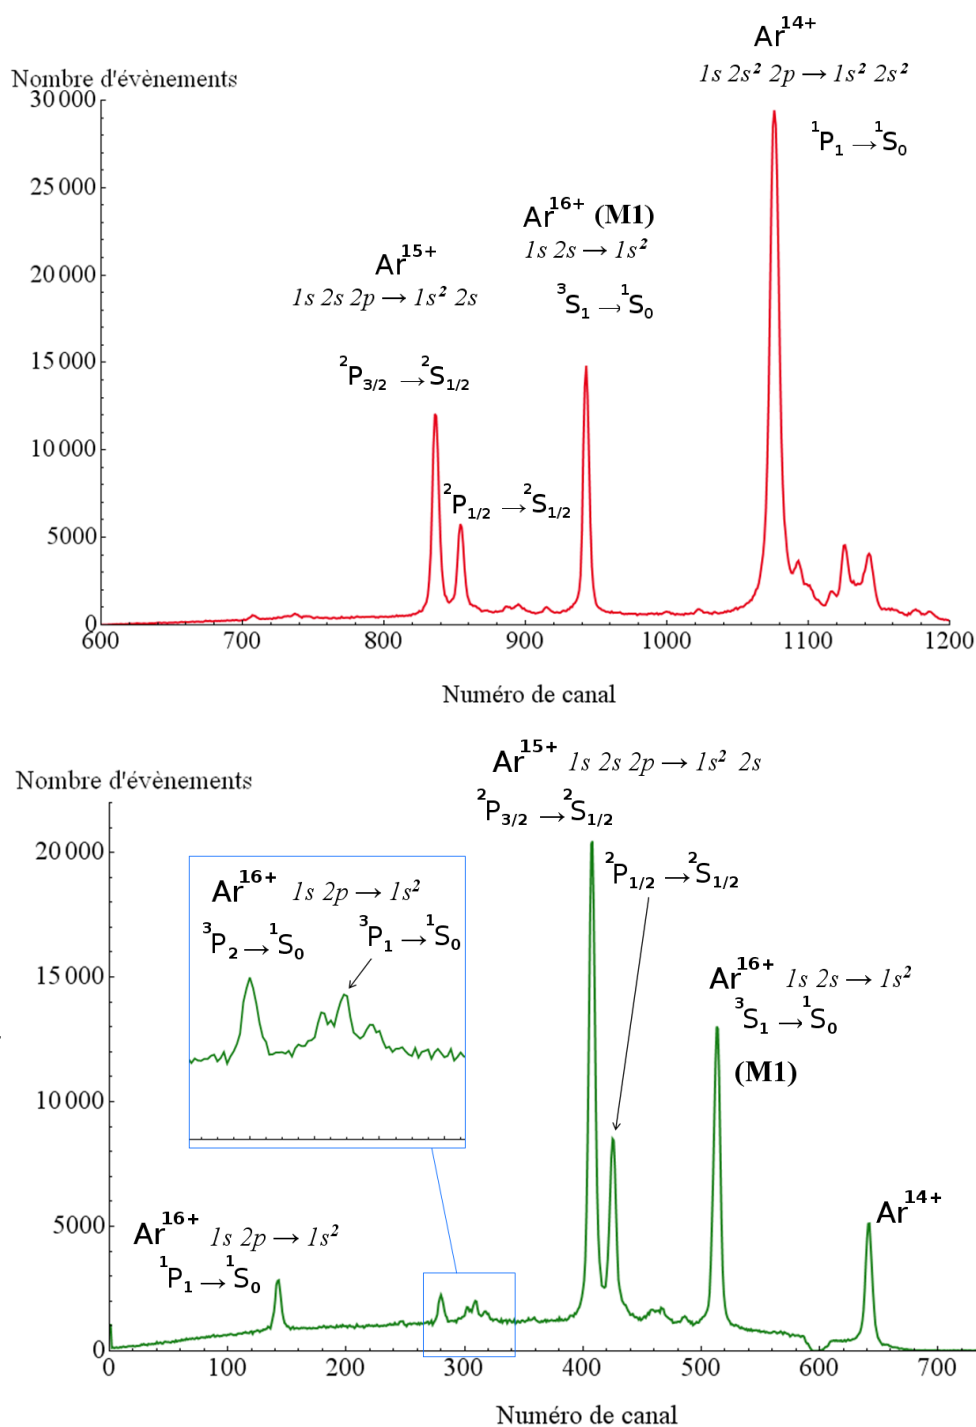 Ar¹⁴⁺
Nombre d'évènements
1s 2s² 2p → 1s² 2s²
30 000
¹P₁ → ¹S₀
25 000
Ar¹⁶⁺ (M1)
1s 2s → 1s²
Ar¹⁵⁺
20 000
1s 2s 2p → 1s² 2s
³S₁ → ¹S₀
15 000
²P₃/₂ → ²S₁/₂
10 000
²P₁/₂ → ²S₁/₂
5000
0
600 700 800 900 1000 1100 1200
Numéro de canal
Ar¹⁵⁺ 1s 2s 2p → 1s² 2s
Nombre d'évènements
²P₃/₂ → ²S₁/₂
20 000
Ar¹⁶⁺ 1s 2p → 1s²
²P₁/₂ → ²S₁/₂
³P₂ → ¹S₀
³P₁ → ¹S₀
15 000
Ar¹⁶⁺ 1s 2s → 1s²
³S₁ → ¹S₀
(M1)
10 000
Ar¹⁴⁺
5000
Ar¹⁶⁺ 1s 2p → 1s²
¹P₁ → ¹S₀
0
0 100 200 300 400 500 600 700
Numéro de canal